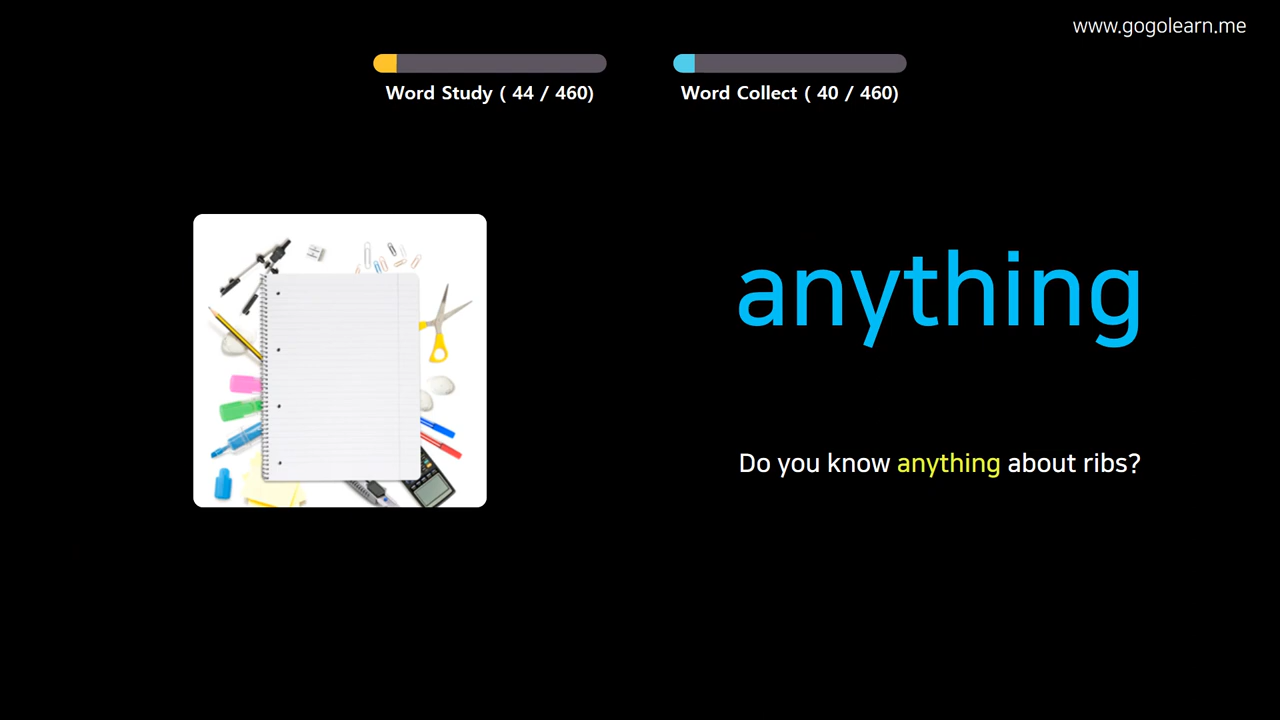 www.gogolearn.me
Word Study ( 44 / 460)
Word Collect ( 40 / 460)
anything
Do you know anything about ribs?